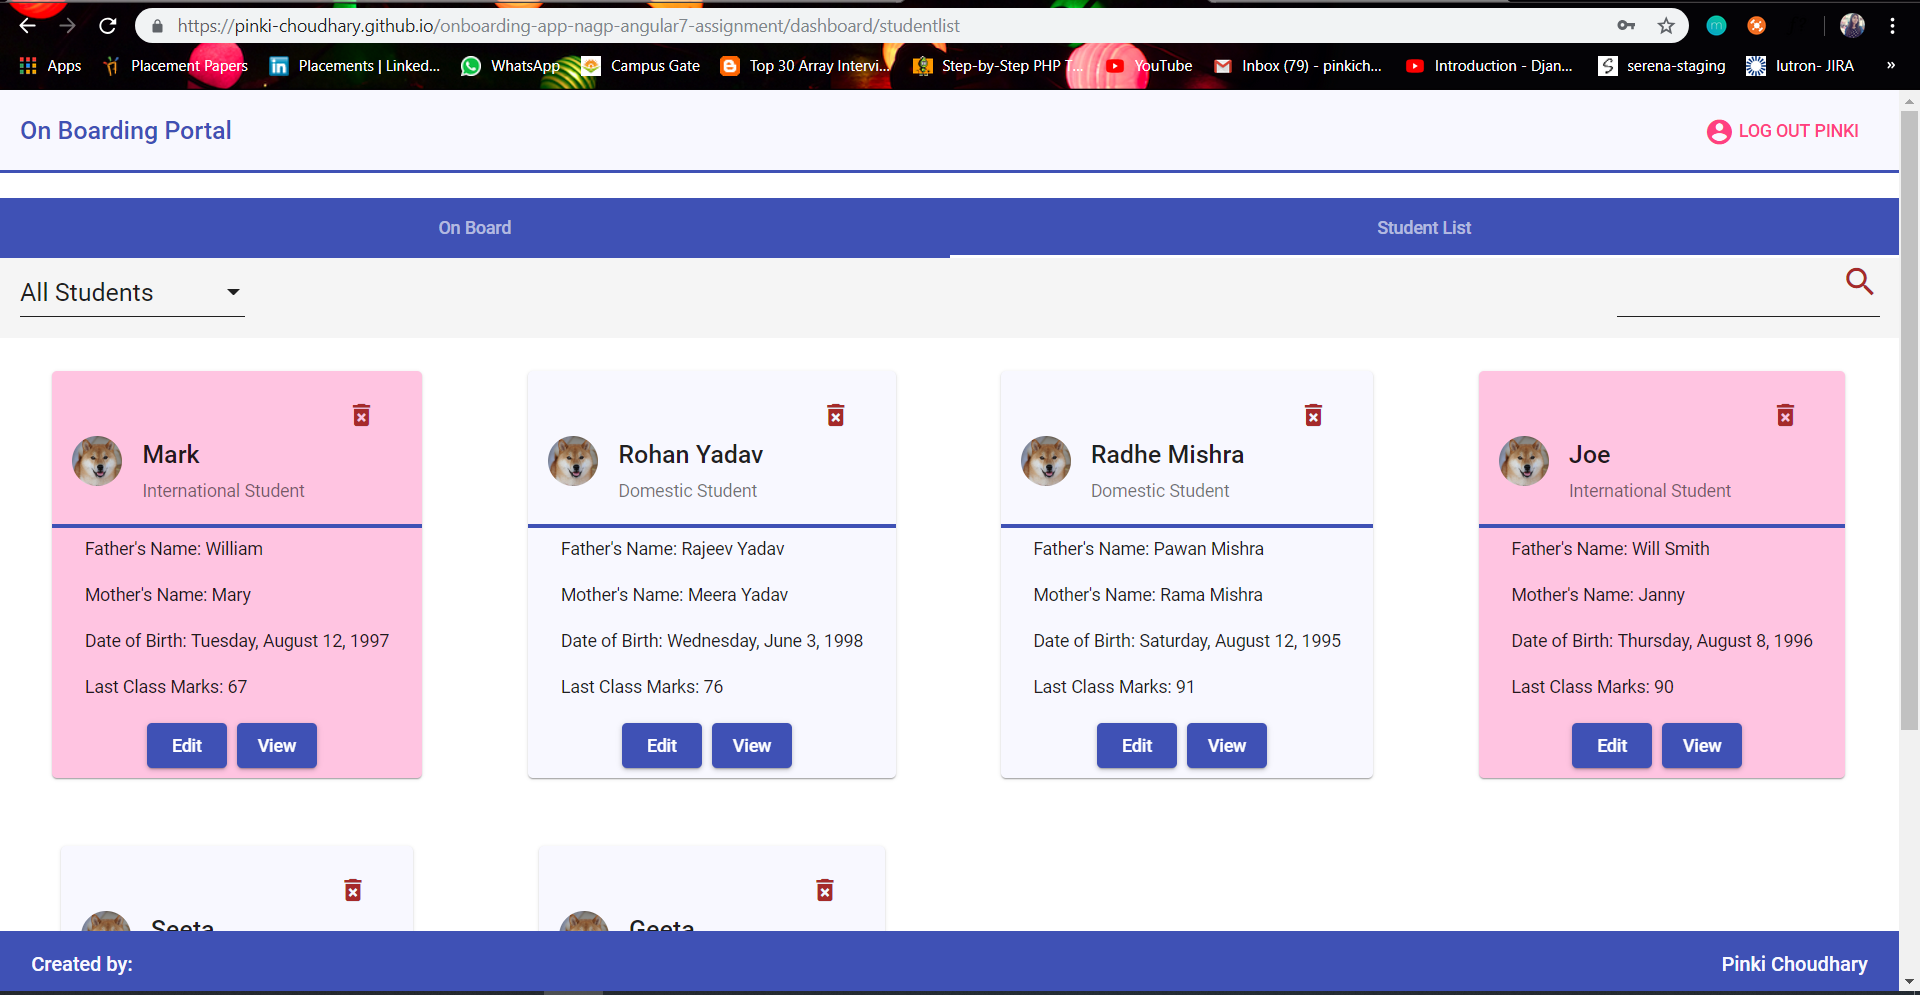 https://pinki-choudhary.github.io/onboarding-app-nagp-angular7-assignment/dashboard/studentlist
m
Apps Placement Papers Placements | Linked... WhatsApp Campus Gate Top 30 Array Intervi... Step-by-Step PHP T... YouTube Inbox (79) - pinkich... Introduction - Djan... serena-staging lutron- JIRA »
On Boarding Portal LOG OUT PINKI
On Board Student List
All Students
Mark
International Student
Father's Name: William
Mother's Name: Mary
Date of Birth: Tuesday, August 12, 1997
Last Class Marks: 67
Edit View
Rohan Yadav
Domestic Student
Father's Name: Rajeev Yadav
Mother's Name: Meera Yadav
Date of Birth: Wednesday, June 3, 1998
Last Class Marks: 76
Edit View
Radhe Mishra
Domestic Student
Father's Name: Pawan Mishra
Mother's Name: Rama Mishra
Date of Birth: Saturday, August 12, 1995
Last Class Marks: 91
Edit View
Joe
International Student
Father's Name: Will Smith
Mother's Name: Janny
Date of Birth: Thursday, August 8, 1996
Last Class Marks: 90
Edit View
Seeta
Geeta
Created by: Pinki Choudhary